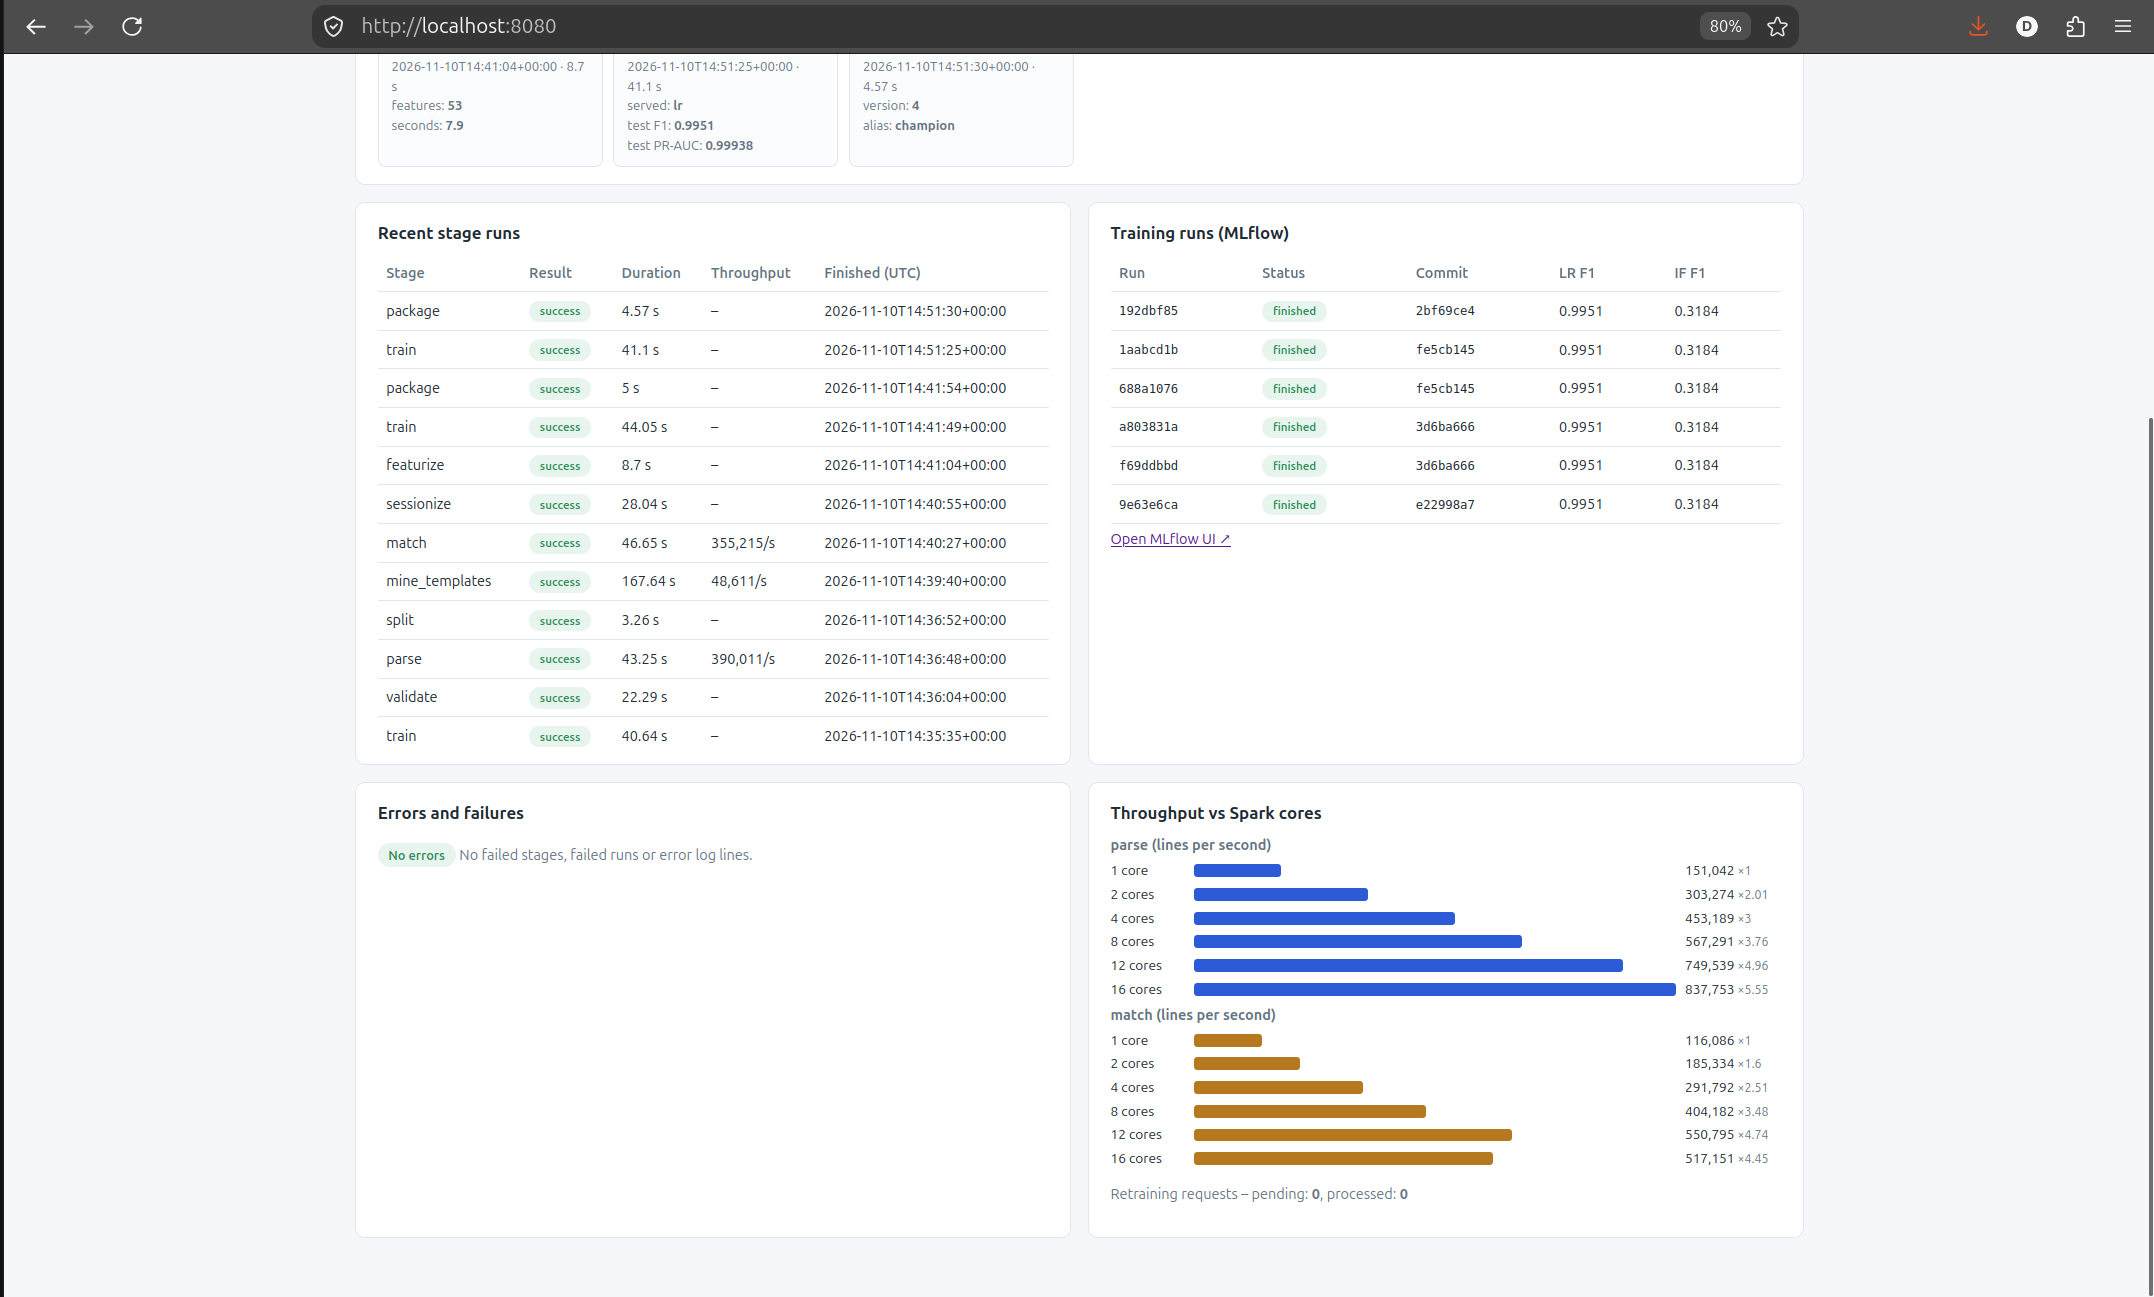 http://localhost:8080
80%
D
2026-11-10T14:41:04+00:00 · 8.7
s
features: 53
seconds: 7.9
2026-11-10T14:51:25+00:00 ·
41.1 s
served: lr
test F1: 0.9951
test PR-AUC: 0.99938
2026-11-10T14:51:30+00:00 ·
4.57 s
version: 4
alias: champion
Recent stage runs
Stage Result Duration Throughput Finished (UTC)
package success 4.57 s – 2026-11-10T14:51:30+00:00
train success 41.1 s – 2026-11-10T14:51:25+00:00
package success 5 s – 2026-11-10T14:41:54+00:00
train success 44.05 s – 2026-11-10T14:41:49+00:00
featurize success 8.7 s – 2026-11-10T14:41:04+00:00
sessionize success 28.04 s – 2026-11-10T14:40:55+00:00
match success 46.65 s 355,215/s 2026-11-10T14:40:27+00:00
mine_templates success 167.64 s 48,611/s 2026-11-10T14:39:40+00:00
split success 3.26 s – 2026-11-10T14:36:52+00:00
parse success 43.25 s 390,011/s 2026-11-10T14:36:48+00:00
validate success 22.29 s – 2026-11-10T14:36:04+00:00
train success 40.64 s – 2026-11-10T14:35:35+00:00
Training runs (MLflow)
Run Status Commit LR F1 IF F1
192dbf85 finished 2bf69ce4 0.9951 0.3184
1aabcd1b finished fe5cb145 0.9951 0.3184
688a1076 finished fe5cb145 0.9951 0.3184
a803831a finished 3d6ba666 0.9951 0.3184
f69ddbbd finished 3d6ba666 0.9951 0.3184
9e63e6ca finished e22998a7 0.9951 0.3184
Open MLflow UI ↗
Errors and failures
No errors No failed stages, failed runs or error log lines.
Throughput vs Spark cores
parse (lines per second)
1 core 151,042 ×1
2 cores 303,274 ×2.01
4 cores 453,189 ×3
8 cores 567,291 ×3.76
12 cores 749,539 ×4.96
16 cores 837,753 ×5.55
match (lines per second)
1 core 116,086 ×1
2 cores 185,334 ×1.6
4 cores 291,792 ×2.51
8 cores 404,182 ×3.48
12 cores 550,795 ×4.74
16 cores 517,151 ×4.45
Retraining requests – pending: 0, processed: 0